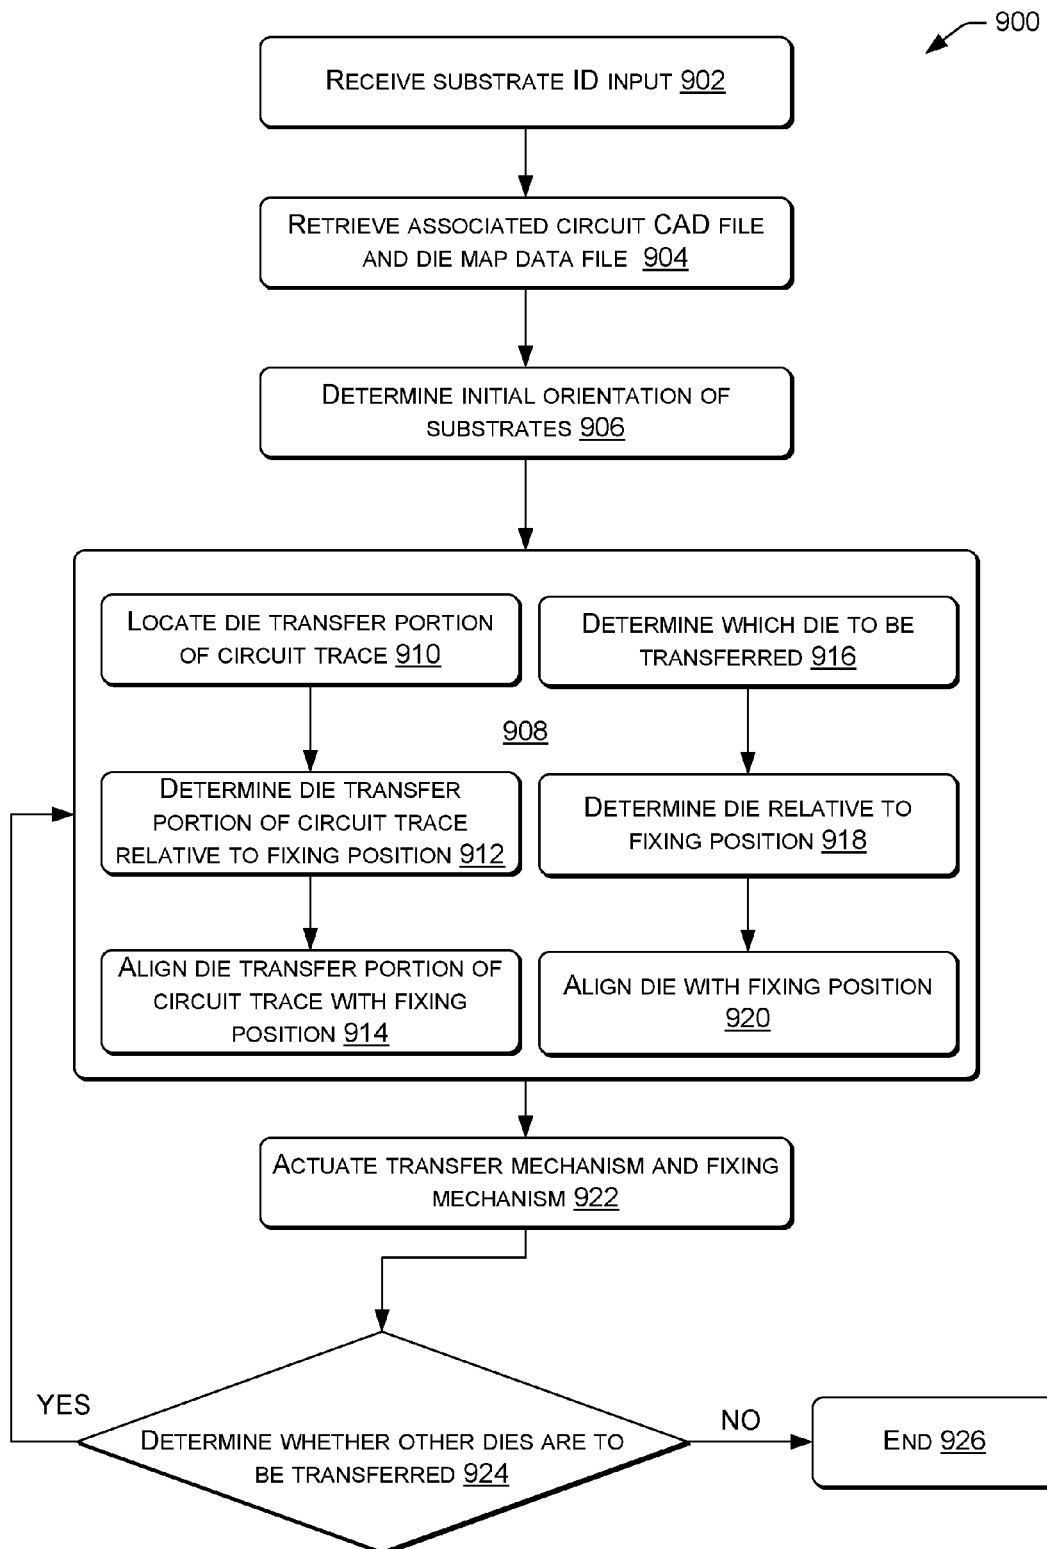 900
RECEIVE SUBSTRATE ID INPUT 902
RETRIEVE ASSOCIATED CIRCUIT CAD FILE
AND DIE MAP DATA FILE 904
DETERMINE INITIAL ORIENTATION OF
SUBSTRATES 906
LOCATE DIE TRANSFER PORTION
OF CIRCUIT TRACE 910
DETERMINE WHICH DIE TO BE
TRANSFERRED 916
908
DETERMINE DIE TRANSFER
PORTION OF CIRCUIT TRACE
RELATIVE TO FIXING POSITION 912
DETERMINE DIE RELATIVE TO
FIXING POSITION 918
ALIGN DIE TRANSFER PORTION OF
CIRCUIT TRACE WITH FIXING
POSITION 914
ALIGN DIE WITH FIXING POSITION
920
ACTUATE TRANSFER MECHANISM AND FIXING
MECHANISM 922
YES
DETERMINE WHETHER OTHER DIES ARE TO
BE TRANSFERRED 924
NO
END 926